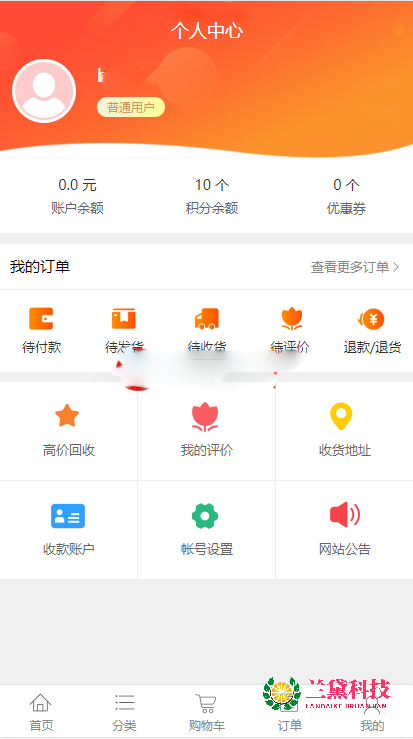 个人中心
普通用户
0.0 元
10 个
0 个
账户余额
积分余额
优惠券
我的订单
查看更多订单
待付款
待发货
待收货
待评价
退款/退货
高价回收
我的评价
收货地址
收款账户
帐号设置
网站公告
兰黛科技
LANDAIKEJIRUANJIAN
首页
分类
购物车
订单
我的